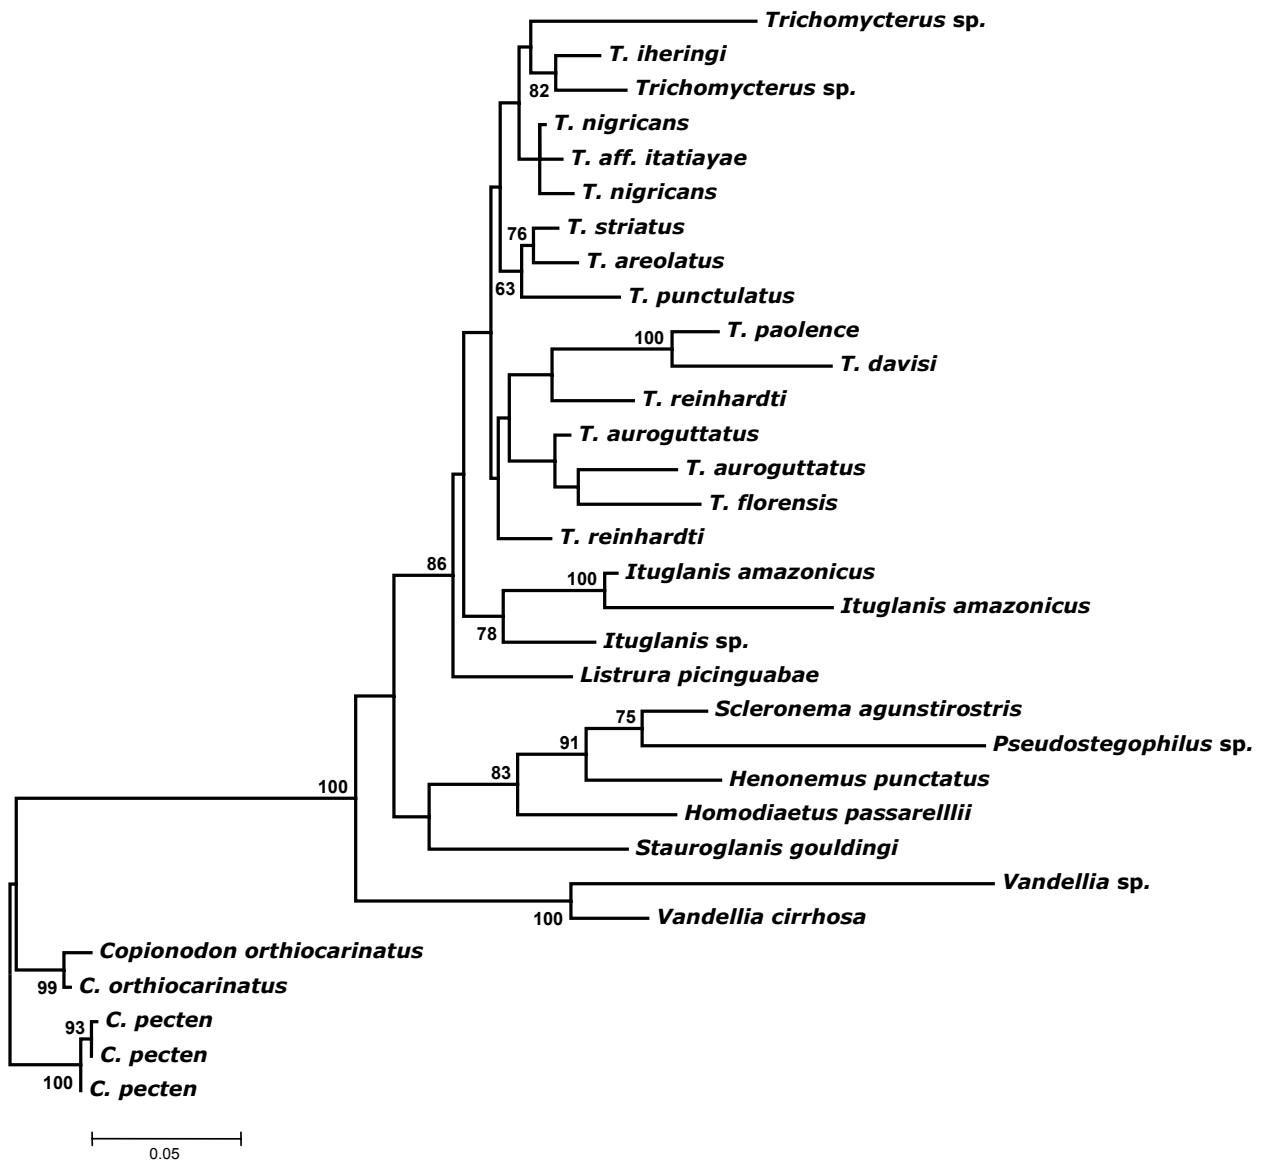 Trichomycterus sp.
T. iheringi
82
Trichomycterus sp.
T. nigricans
T. aff. itatiayae
T. nigricans
76
T. striatus
T. areolatus
63
T. punctulatus
100
T. paolence
T. davisi
T. reinhardti
T. auroguttatus
T. auroguttatus
T. florensis
T. reinhardti
86
100
Ituglanis amazonicus
Ituglanis amazonicus
78
Ituglanis sp.
Listrura picinguabae
75
Scleronema agunstirostris
91
Pseudostegophilus sp.
83
Henonemus punctatus
100
Homodiaetus passarelllii
Stauroglanis gouldingi
Vandellia sp.
100
Vandellia cirrhosa
Copionodon orthiocarinatus
99
C. orthiocarinatus
93
C. pecten
C. pecten
100
C. pecten
0.05